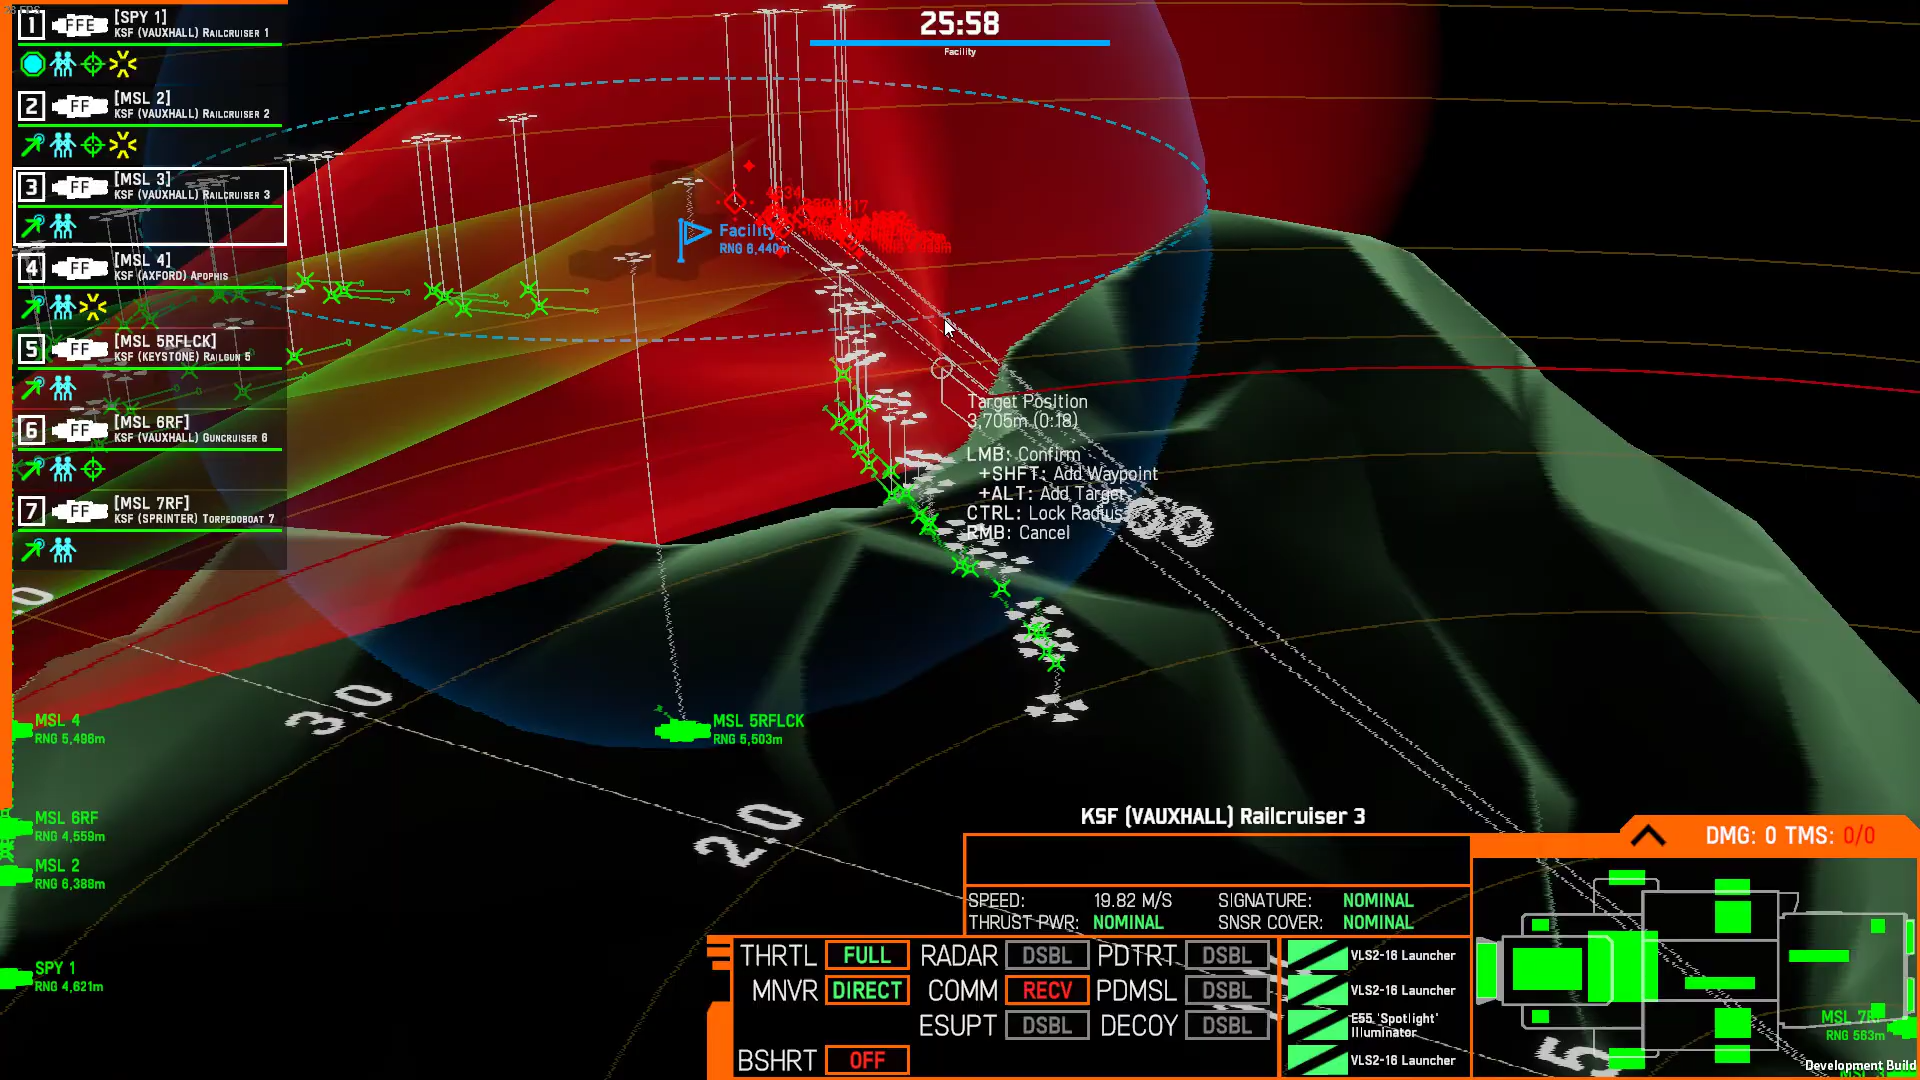 1 FFE [SPY 1]
KSF (VAUXHALL) Railcruiser 1
2 FF [MSL 2]
KSF (VAUXHALL) Railcruiser 2
3 FF [MSL 3]
KSF (VAUXHALL) Railcruiser 3
4 FF [MSL 4]
KSF (AXFORD) Apophis
5 FF [MSL 5RFLCK]
KSF (KEYSTONE) Railgun 5
6 FF [MSL 6RF]
KSF (VAUXHALL) Guncruiser 6
7 FF [MSL 7RF]
KSF (SPRINTER) Torpedoboat 7
25:58
Facility
Facility
RNG 6,440m
Target Position
3,705m (0:18)
LMB: Confirm
+SHFT: Add Waypoint
+ALT: Add Target
CTRL: Lock Radius
RMB: Cancel
MSL 4
RNG 5,496m
MSL 5RFLCK
RNG 5,503m
MSL 6RF
RNG 4,559m
MSL 2
RNG 6,388m
SPY 1
RNG 4,621m
3.0
2.0
KSF (VAUXHALL) Railcruiser 3
SPEED: 19.82 M/S SIGNATURE: NOMINAL
THRUST PWR: NOMINAL SNSR COVER: NOMINAL
THRTL FULL RADAR DSBL PDTRT DSBL
MNVR DIRECT COMM RECV PDMSL DSBL
ESUPT DSBL DECOY DSBL
BSHRT OFF
VLS2-16 Launcher
VLS2-16 Launcher
E55 'Spotlight'
Illuminator
VLS2-16 Launcher
DMG: 0 TMS: 0/0
RNG 563m
Development Build